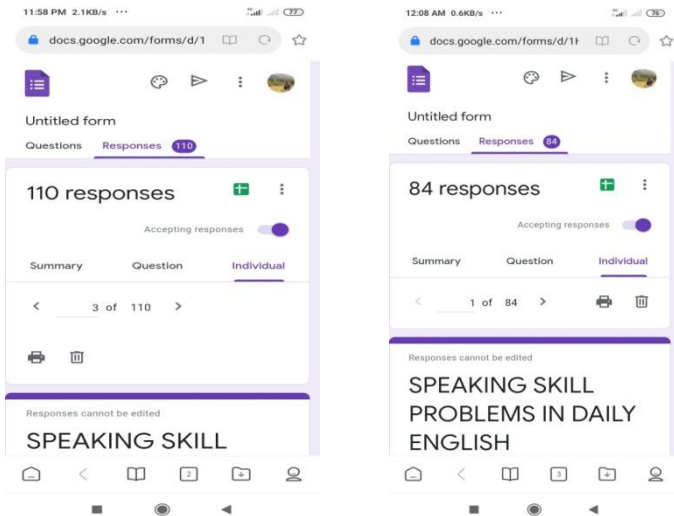 11:58 PM 2.1KB/s ... 77
docs.google.com/forms/d/1
Untitled form
Questions Responses 110
110 responses
Accepting responses
Summary Question Individual
3 of 110
Responses cannot be edited
SPEAKING SKILL
2
12:08 AM 0.6KB/s ... 76
docs.google.com/forms/d/1H
Untitled form
Questions Responses 84
84 responses
Accepting responses
Summary Question Individual
1 of 84
Responses cannot be edited
SPEAKING SKILL
PROBLEMS IN DAILY
ENGLISH
3